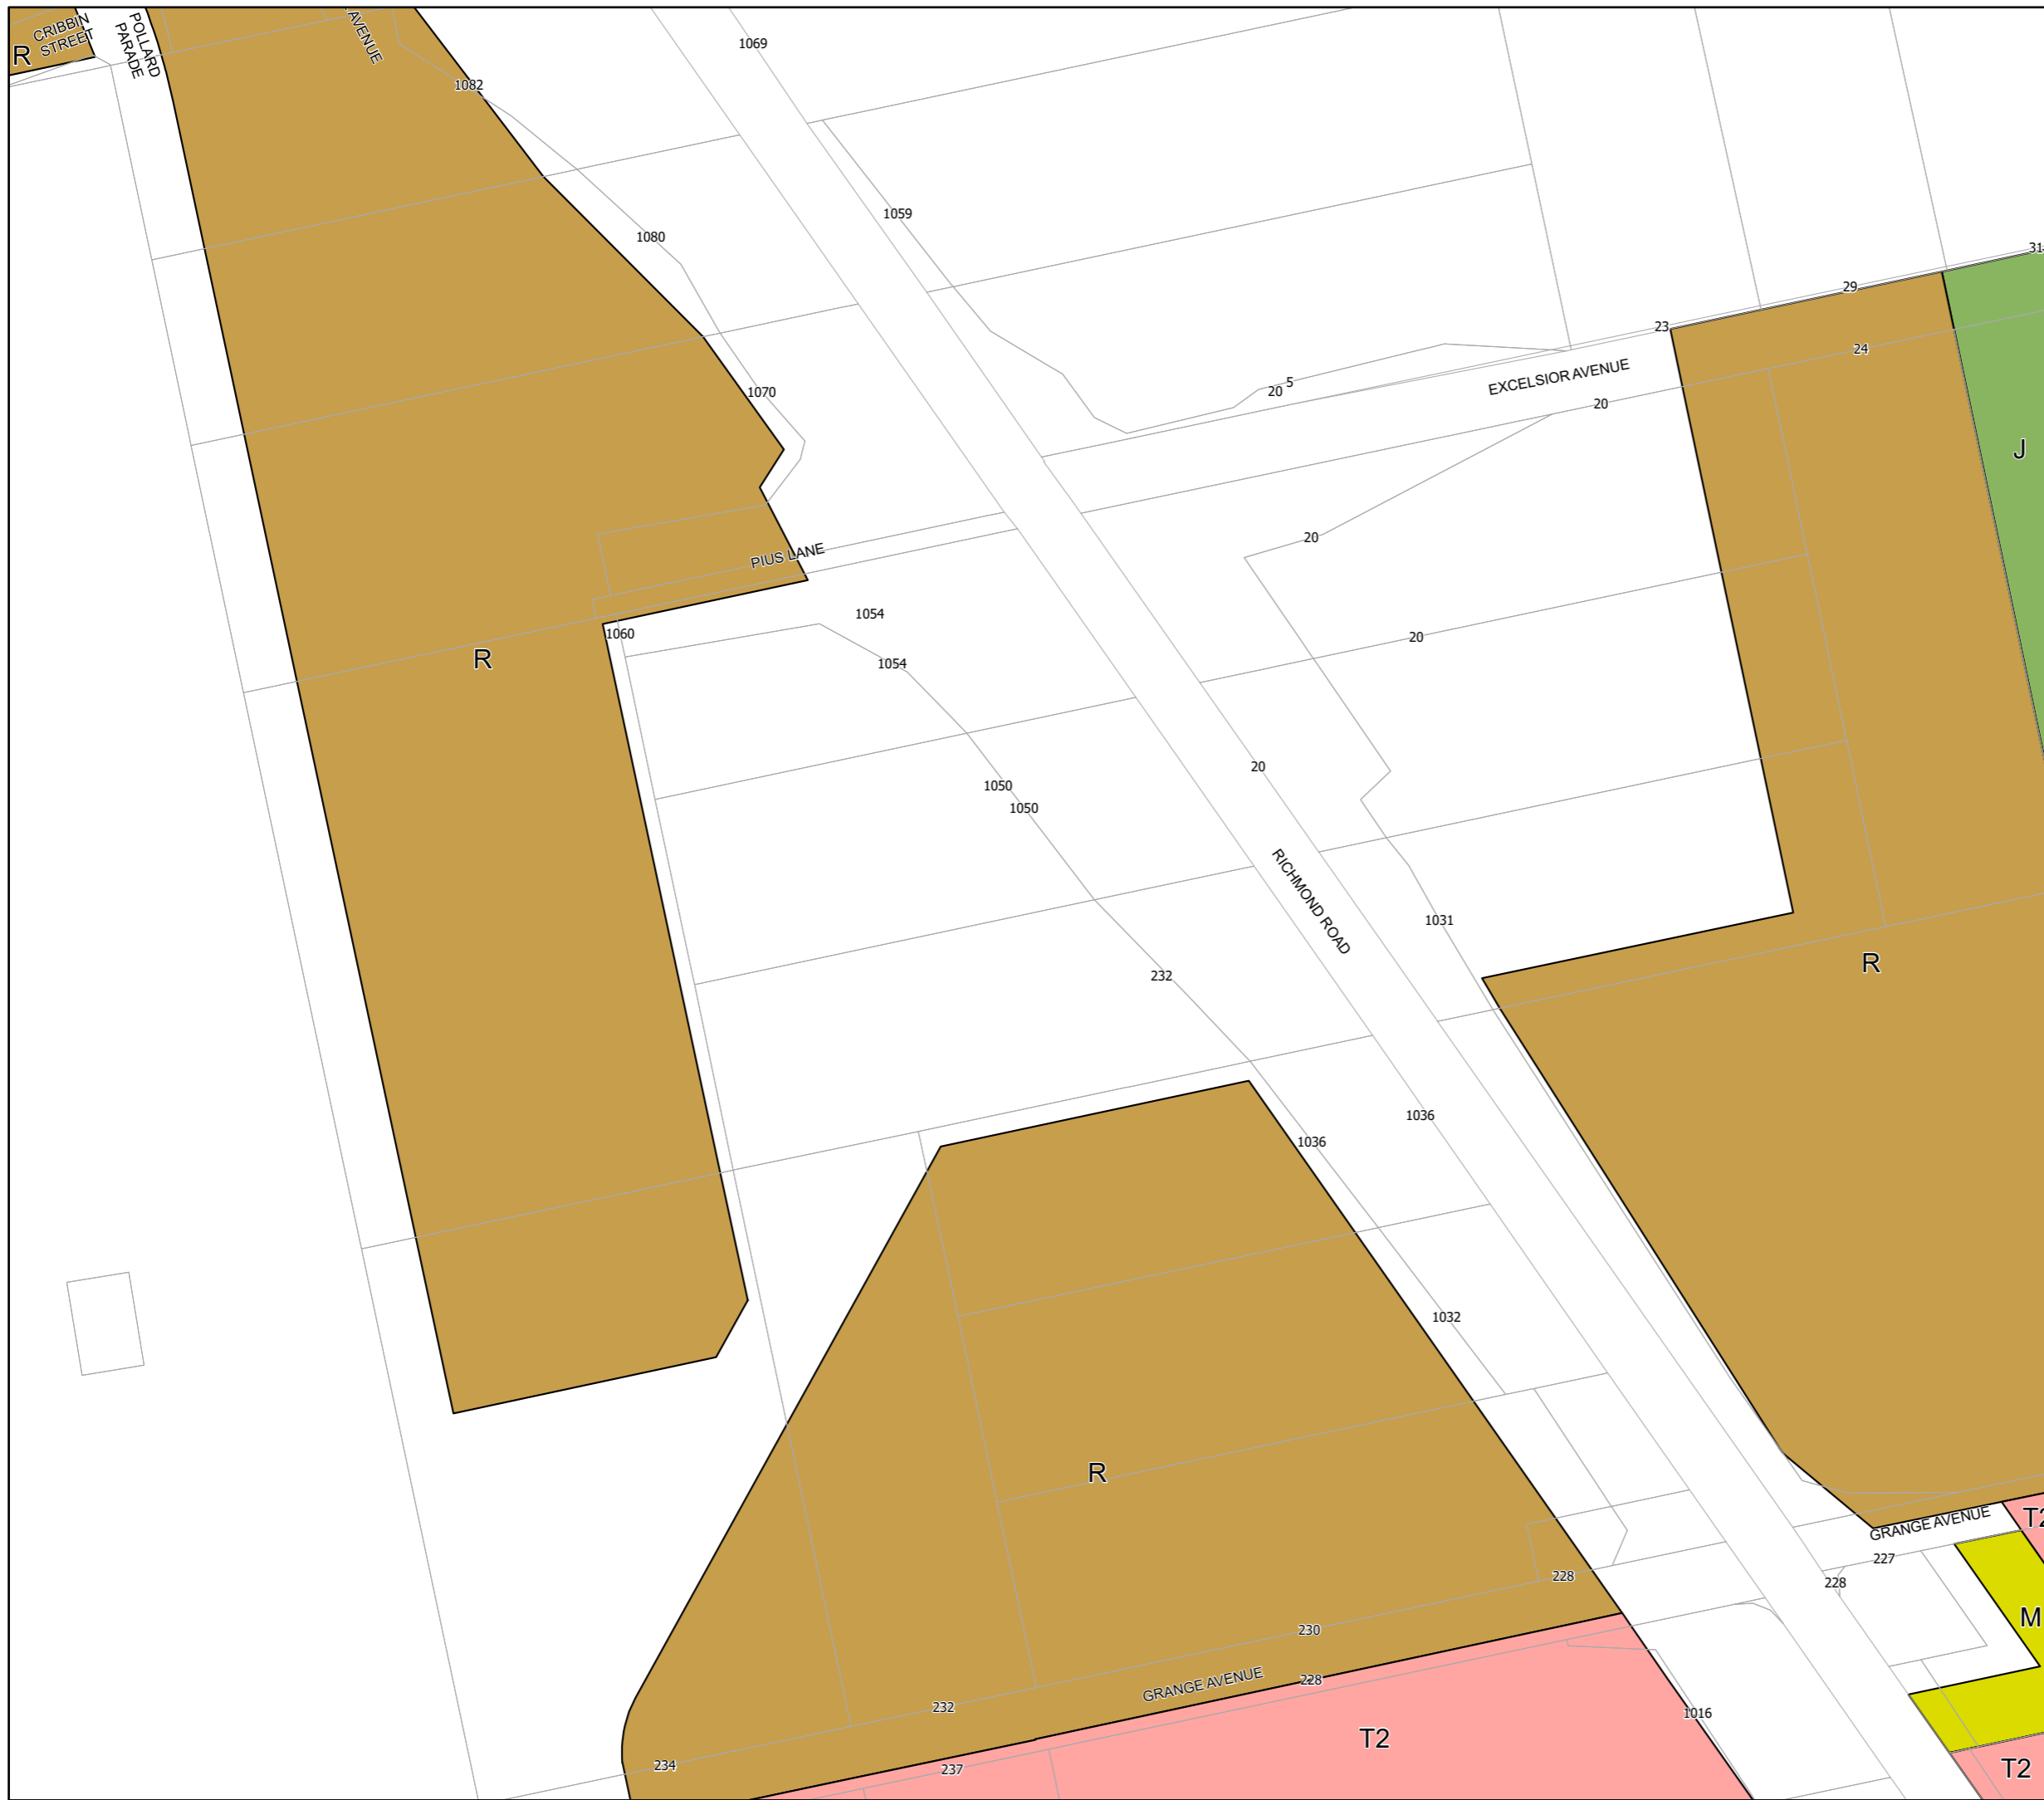 CRIBBIN
STREET
R
POLLARD
PARADE
AVENUE
1069
1082
1059
1080
31
29
23
24
5
20
EXCELSIOR AVENUE
20
1070
J
20
PIUS LANE
1054
1060
20
R
1054
20
1050
1050
RICHMOND ROAD
1031
R
232
1036
1036
1032
R
T2
GRANGE AVENUE
227
228
228
M
230
GRANGE AVENUE
228
232
1016
T2
234
237
T2